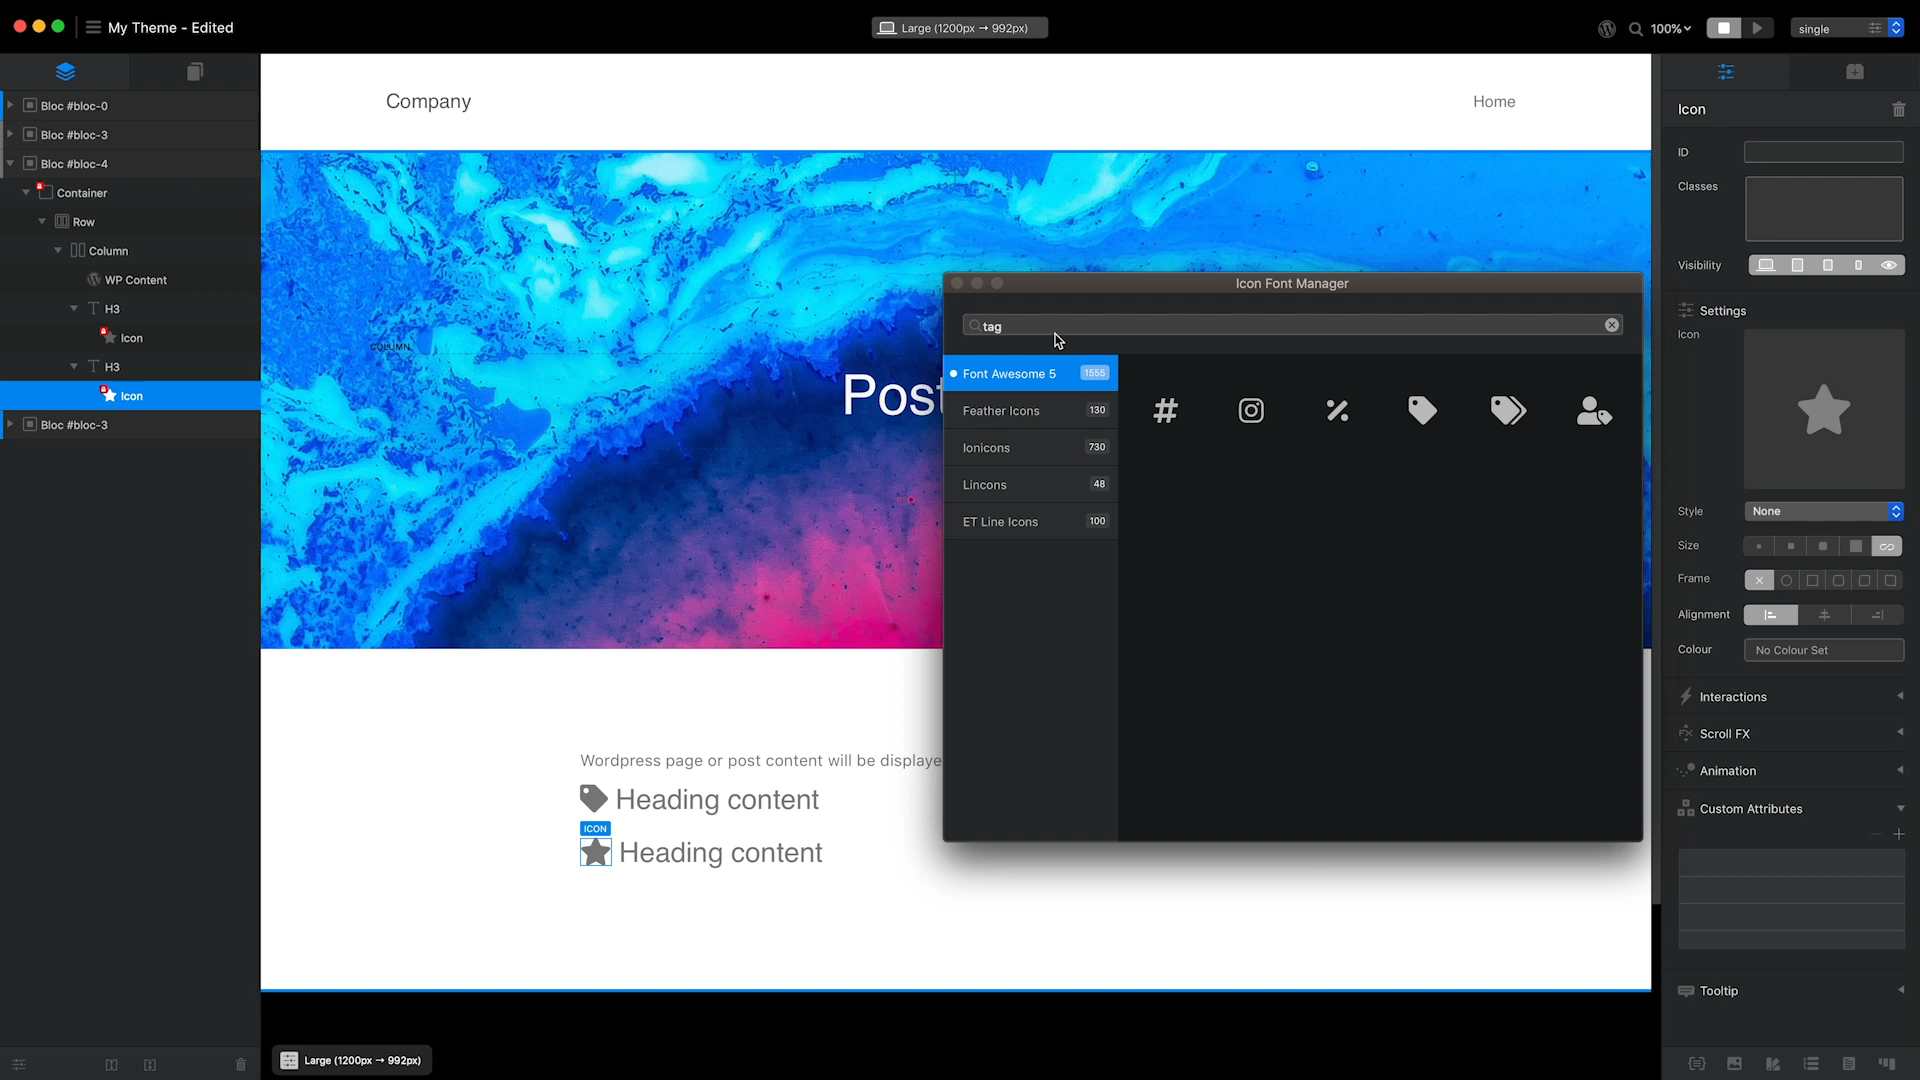 My Theme - Edited
Large (1200px → 992px)
100%
single
Bloc #bloc-0
Bloc #bloc-3
Bloc #bloc-4
Container
Row
Column
WP Content
H3
Icon
H3
Icon
Bloc #bloc-3
Company
Home
COLUMN
Post
Wordpress page or post content will be displaye
Heading content
ICON
Heading content
Large (1200px → 992px)
Icon Font Manager
tag
Font Awesome 5 1555
Feather Icons 130
Ionicons 730
Lincons 48
ET Line Icons 100
Icon
ID
Classes
Visibility
Settings
Icon
Style None
Size
Frame
Alignment
Colour No Colour Set
Interactions
Scroll FX
Animation
Custom Attributes
Tooltip